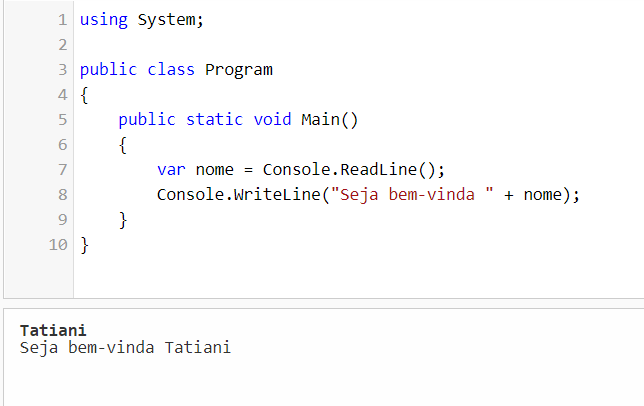 1 using System;
2
3 public class Program
4 {
5     public static void Main()
6     {
7         var nome = Console.ReadLine();
8         Console.WriteLine("Seja bem-vinda " + nome);
9     }
10 }
Tatiani
Seja bem-vinda Tatiani